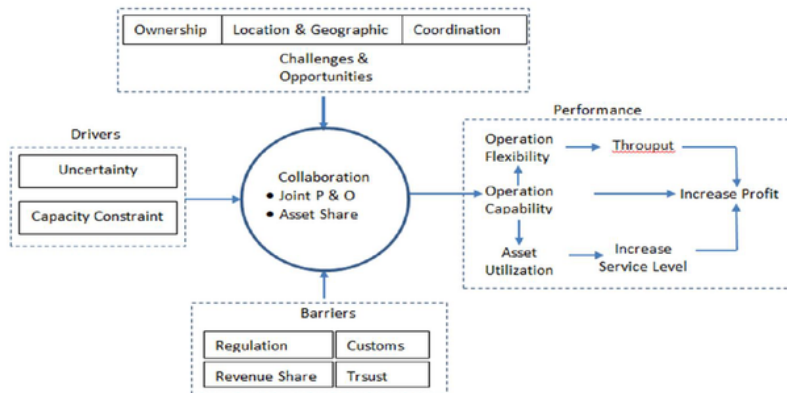 Ownership
Location & Geographic
Coordination
Challenges &
Opportunities
Drivers
Uncertainty
Capacity Constraint
Collaboration
• Joint P & O
• Asset Share
Barriers
Regulation
Customs
Revenue Share
Trsust
Performance
Operation
Flexibility
Throuput
Operation
Capability
Increase Profit
Asset
Utilization
Increase
Service Level